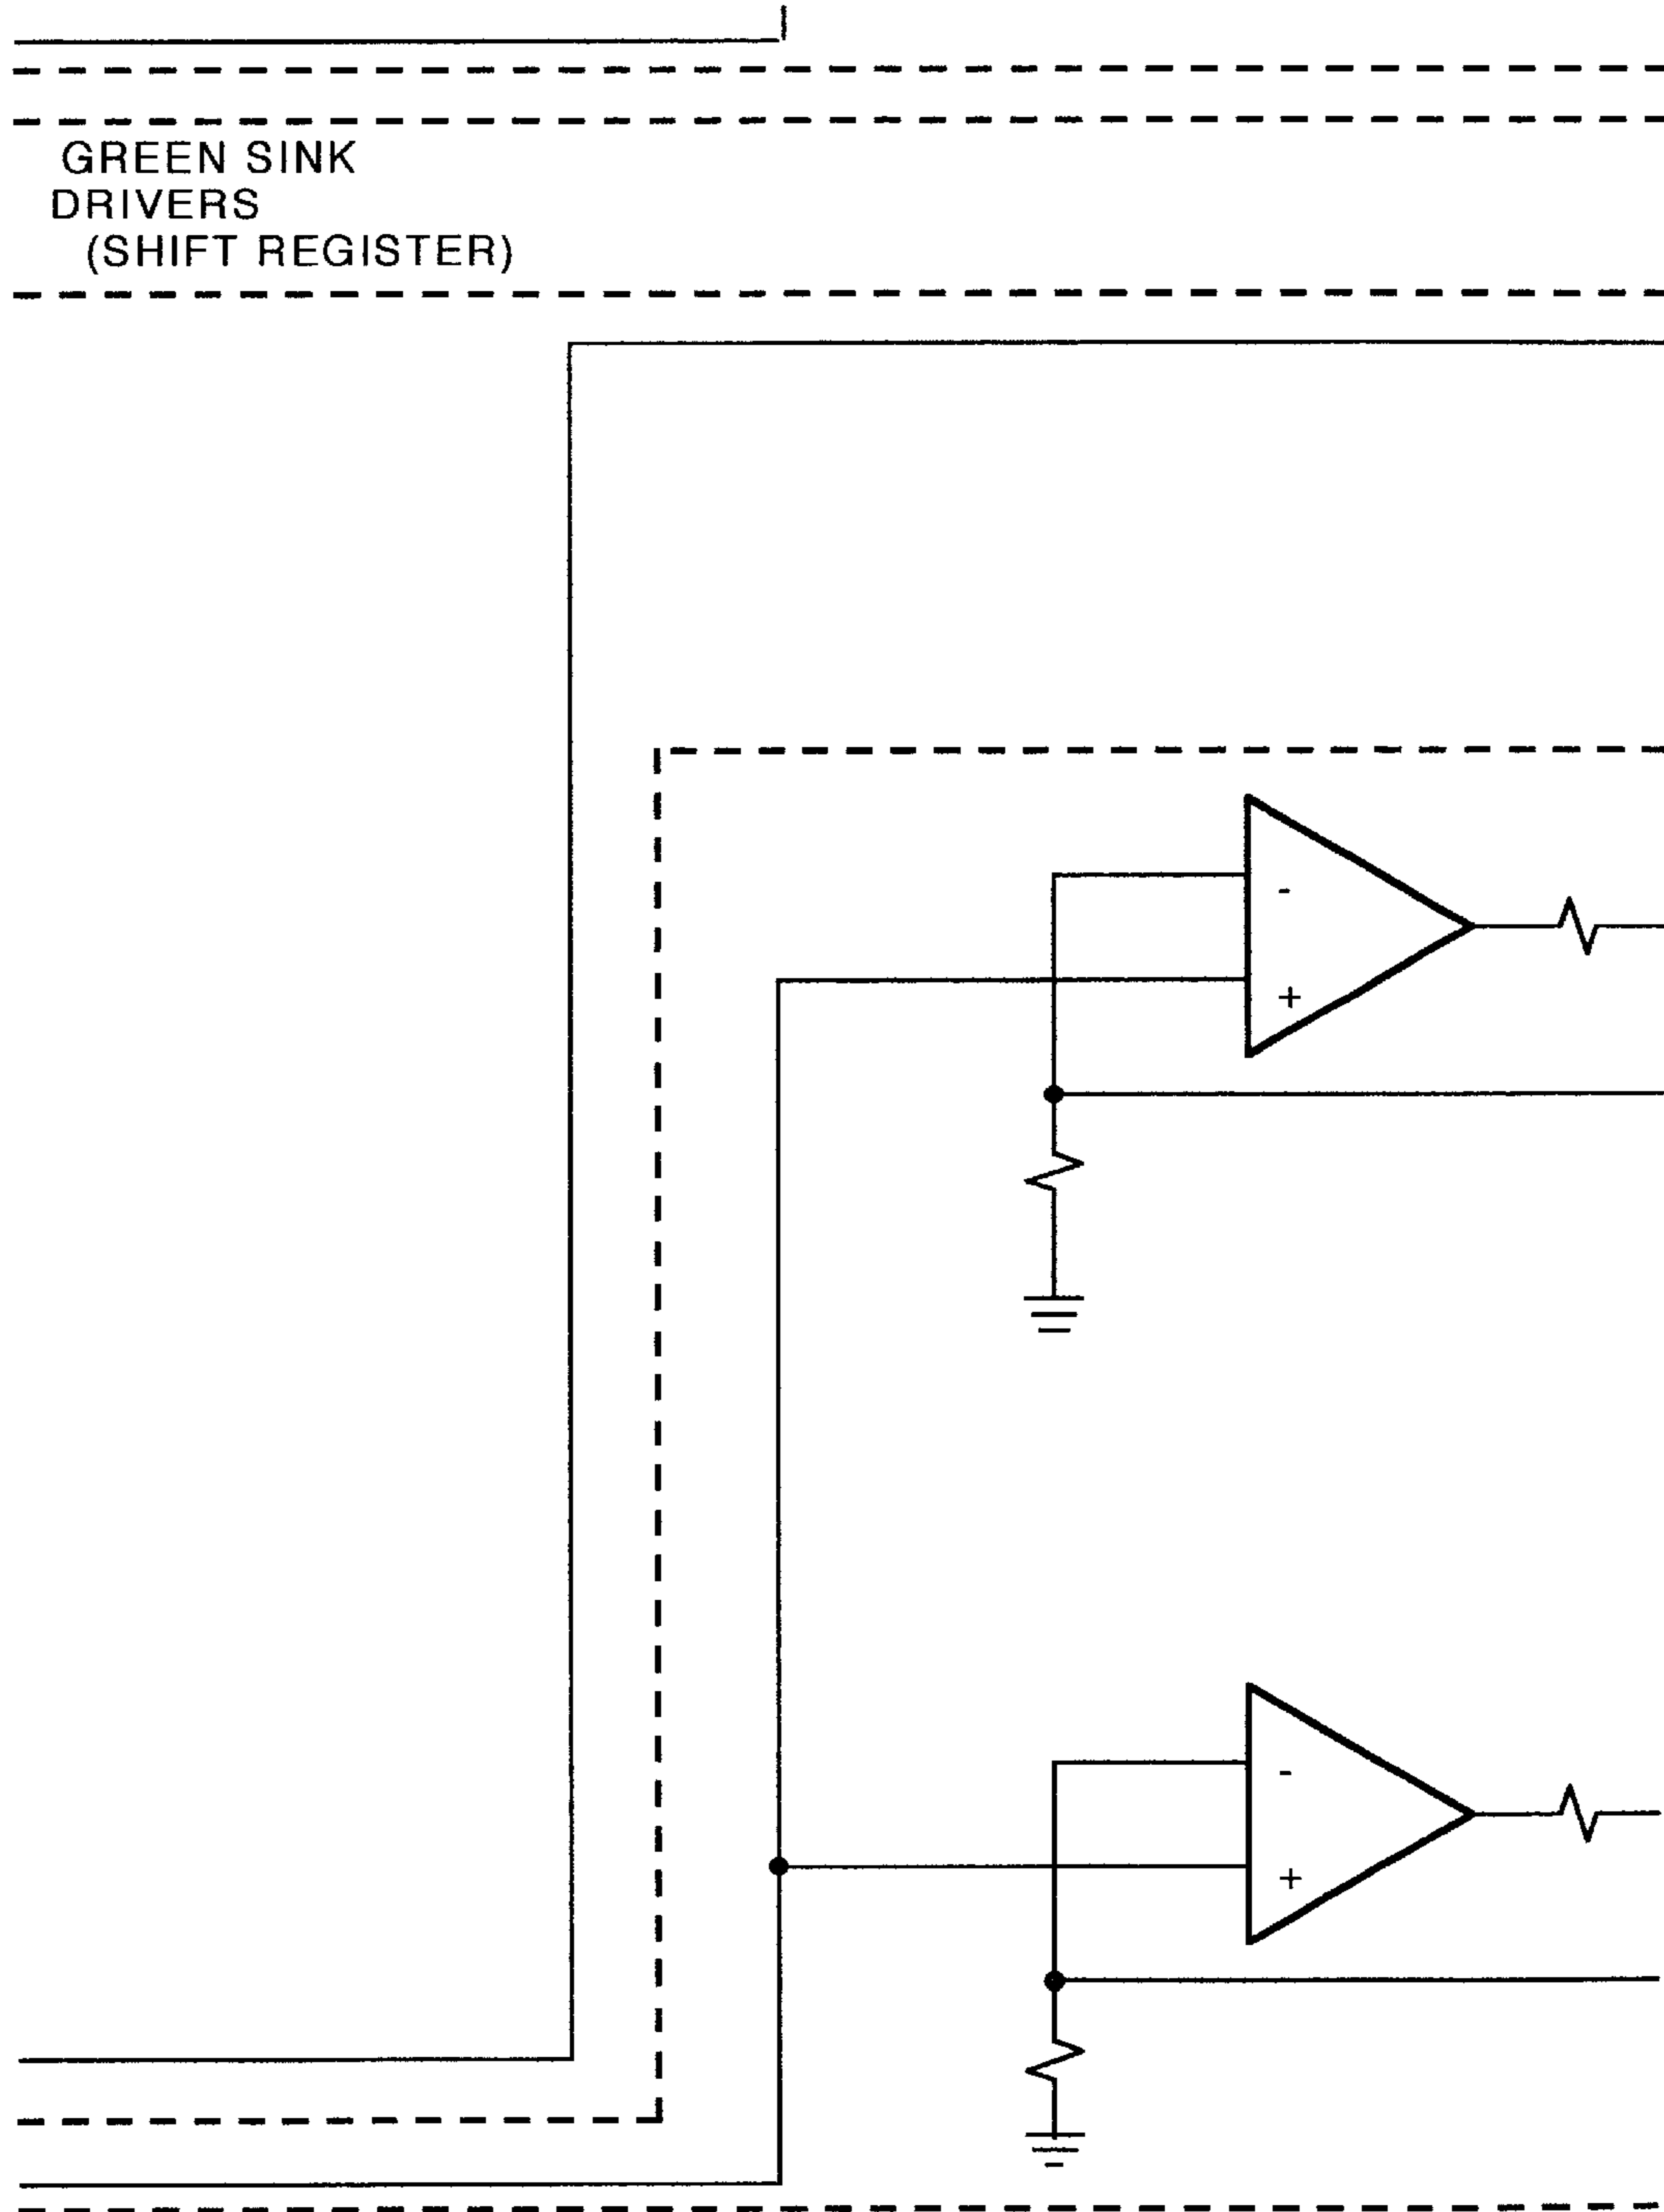 GREEN SINK
DRIVERS
(SHIFT REGISTER)
-
+
-
+